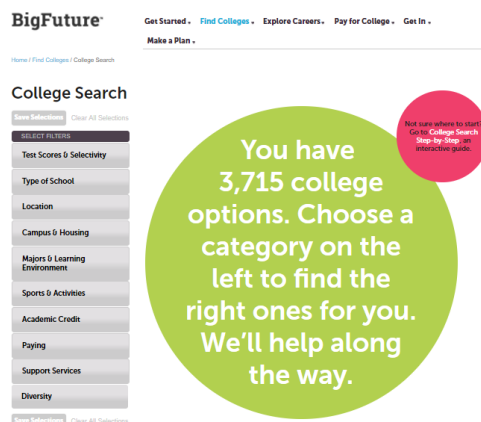 BigFuture™
Get Started Find Colleges Explore Careers Pay for College Get In
Make a Plan
Home / Find Colleges / College Search
College Search
Save Selections Clear All Selections
SELECT FILTERS
Test Scores & Selectivity
Type of School
Location
Campus & Housing
Majors & Learning
Environment
Sports & Activities
Academic Credit
Paying
Support Services
Diversity
Save Selections Clear All Selections
Not sure where to start?
Go to College Search
Step-by-Step, an
interactive guide.
You have
3,715 college
options. Choose a
category on the
left to find the
right ones for you.
We'll help along
the way.